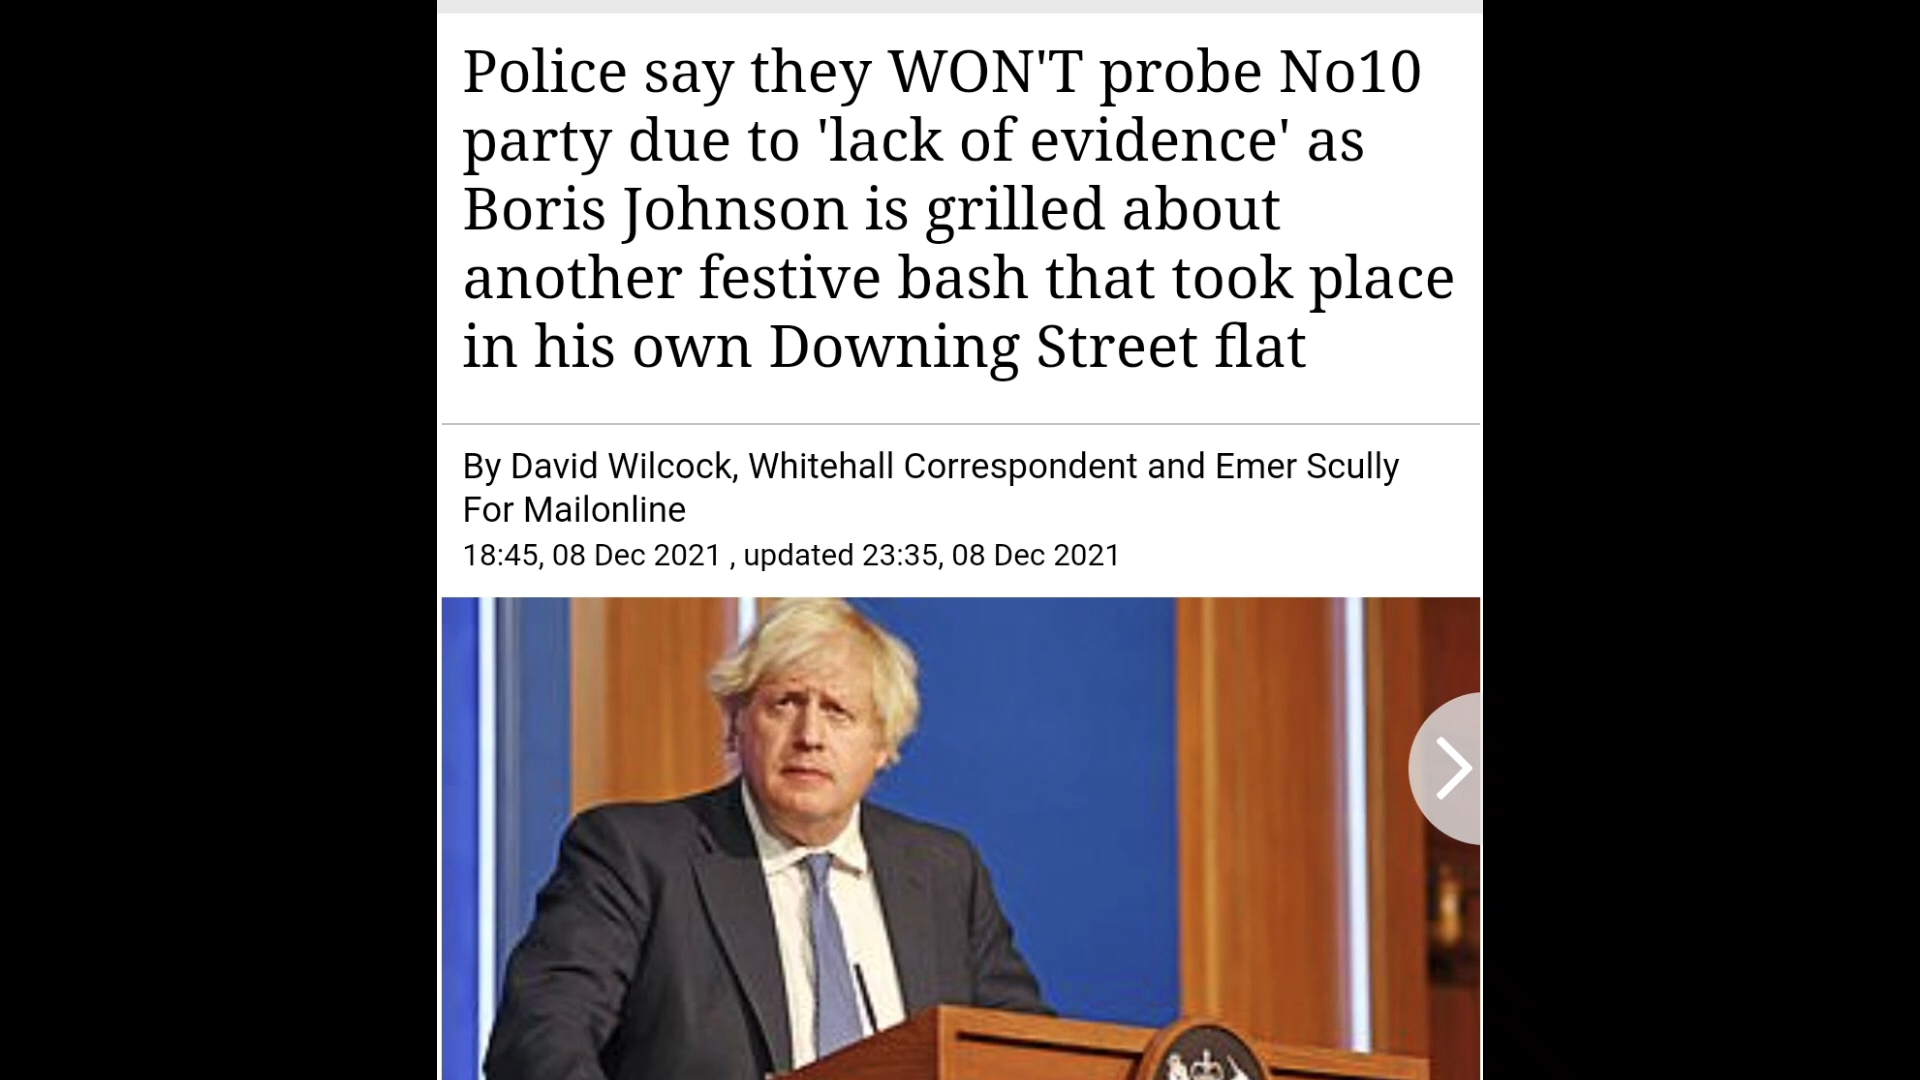 Police say they WON'T probe No10
party due to 'lack of evidence' as
Boris Johnson is grilled about
another festive bash that took place
in his own Downing Street flat
By David Wilcock, Whitehall Correspondent and Emer Scully
For Mailonline
18:45, 08 Dec 2021 , updated 23:35, 08 Dec 2021